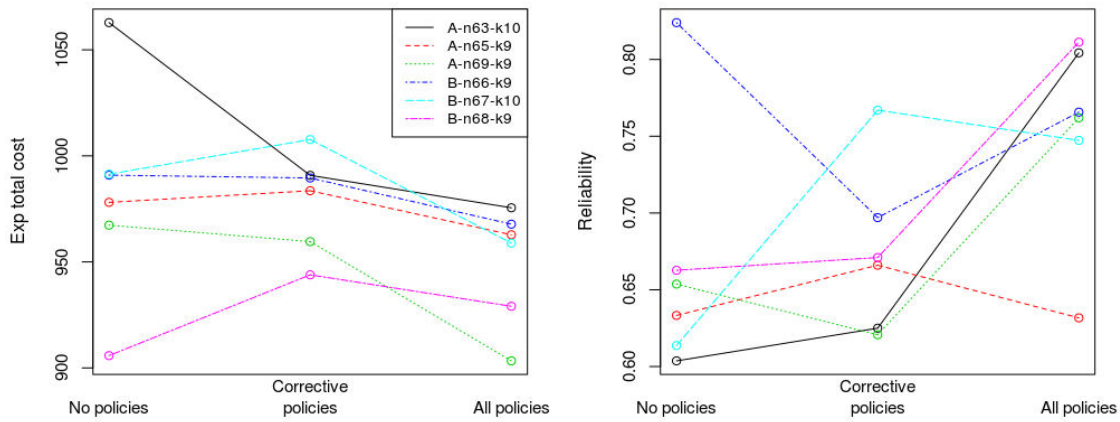 Exp total cost
1050
1000
950
900
A-n63-k10
A-n65-k9
A-n69-k9
B-n66-k9
B-n67-k10
B-n68-k9
No policies
Corrective
policies
All policies
Reliability
0.80
0.75
0.70
0.65
0.60
No policies
Corrective
policies
All policies